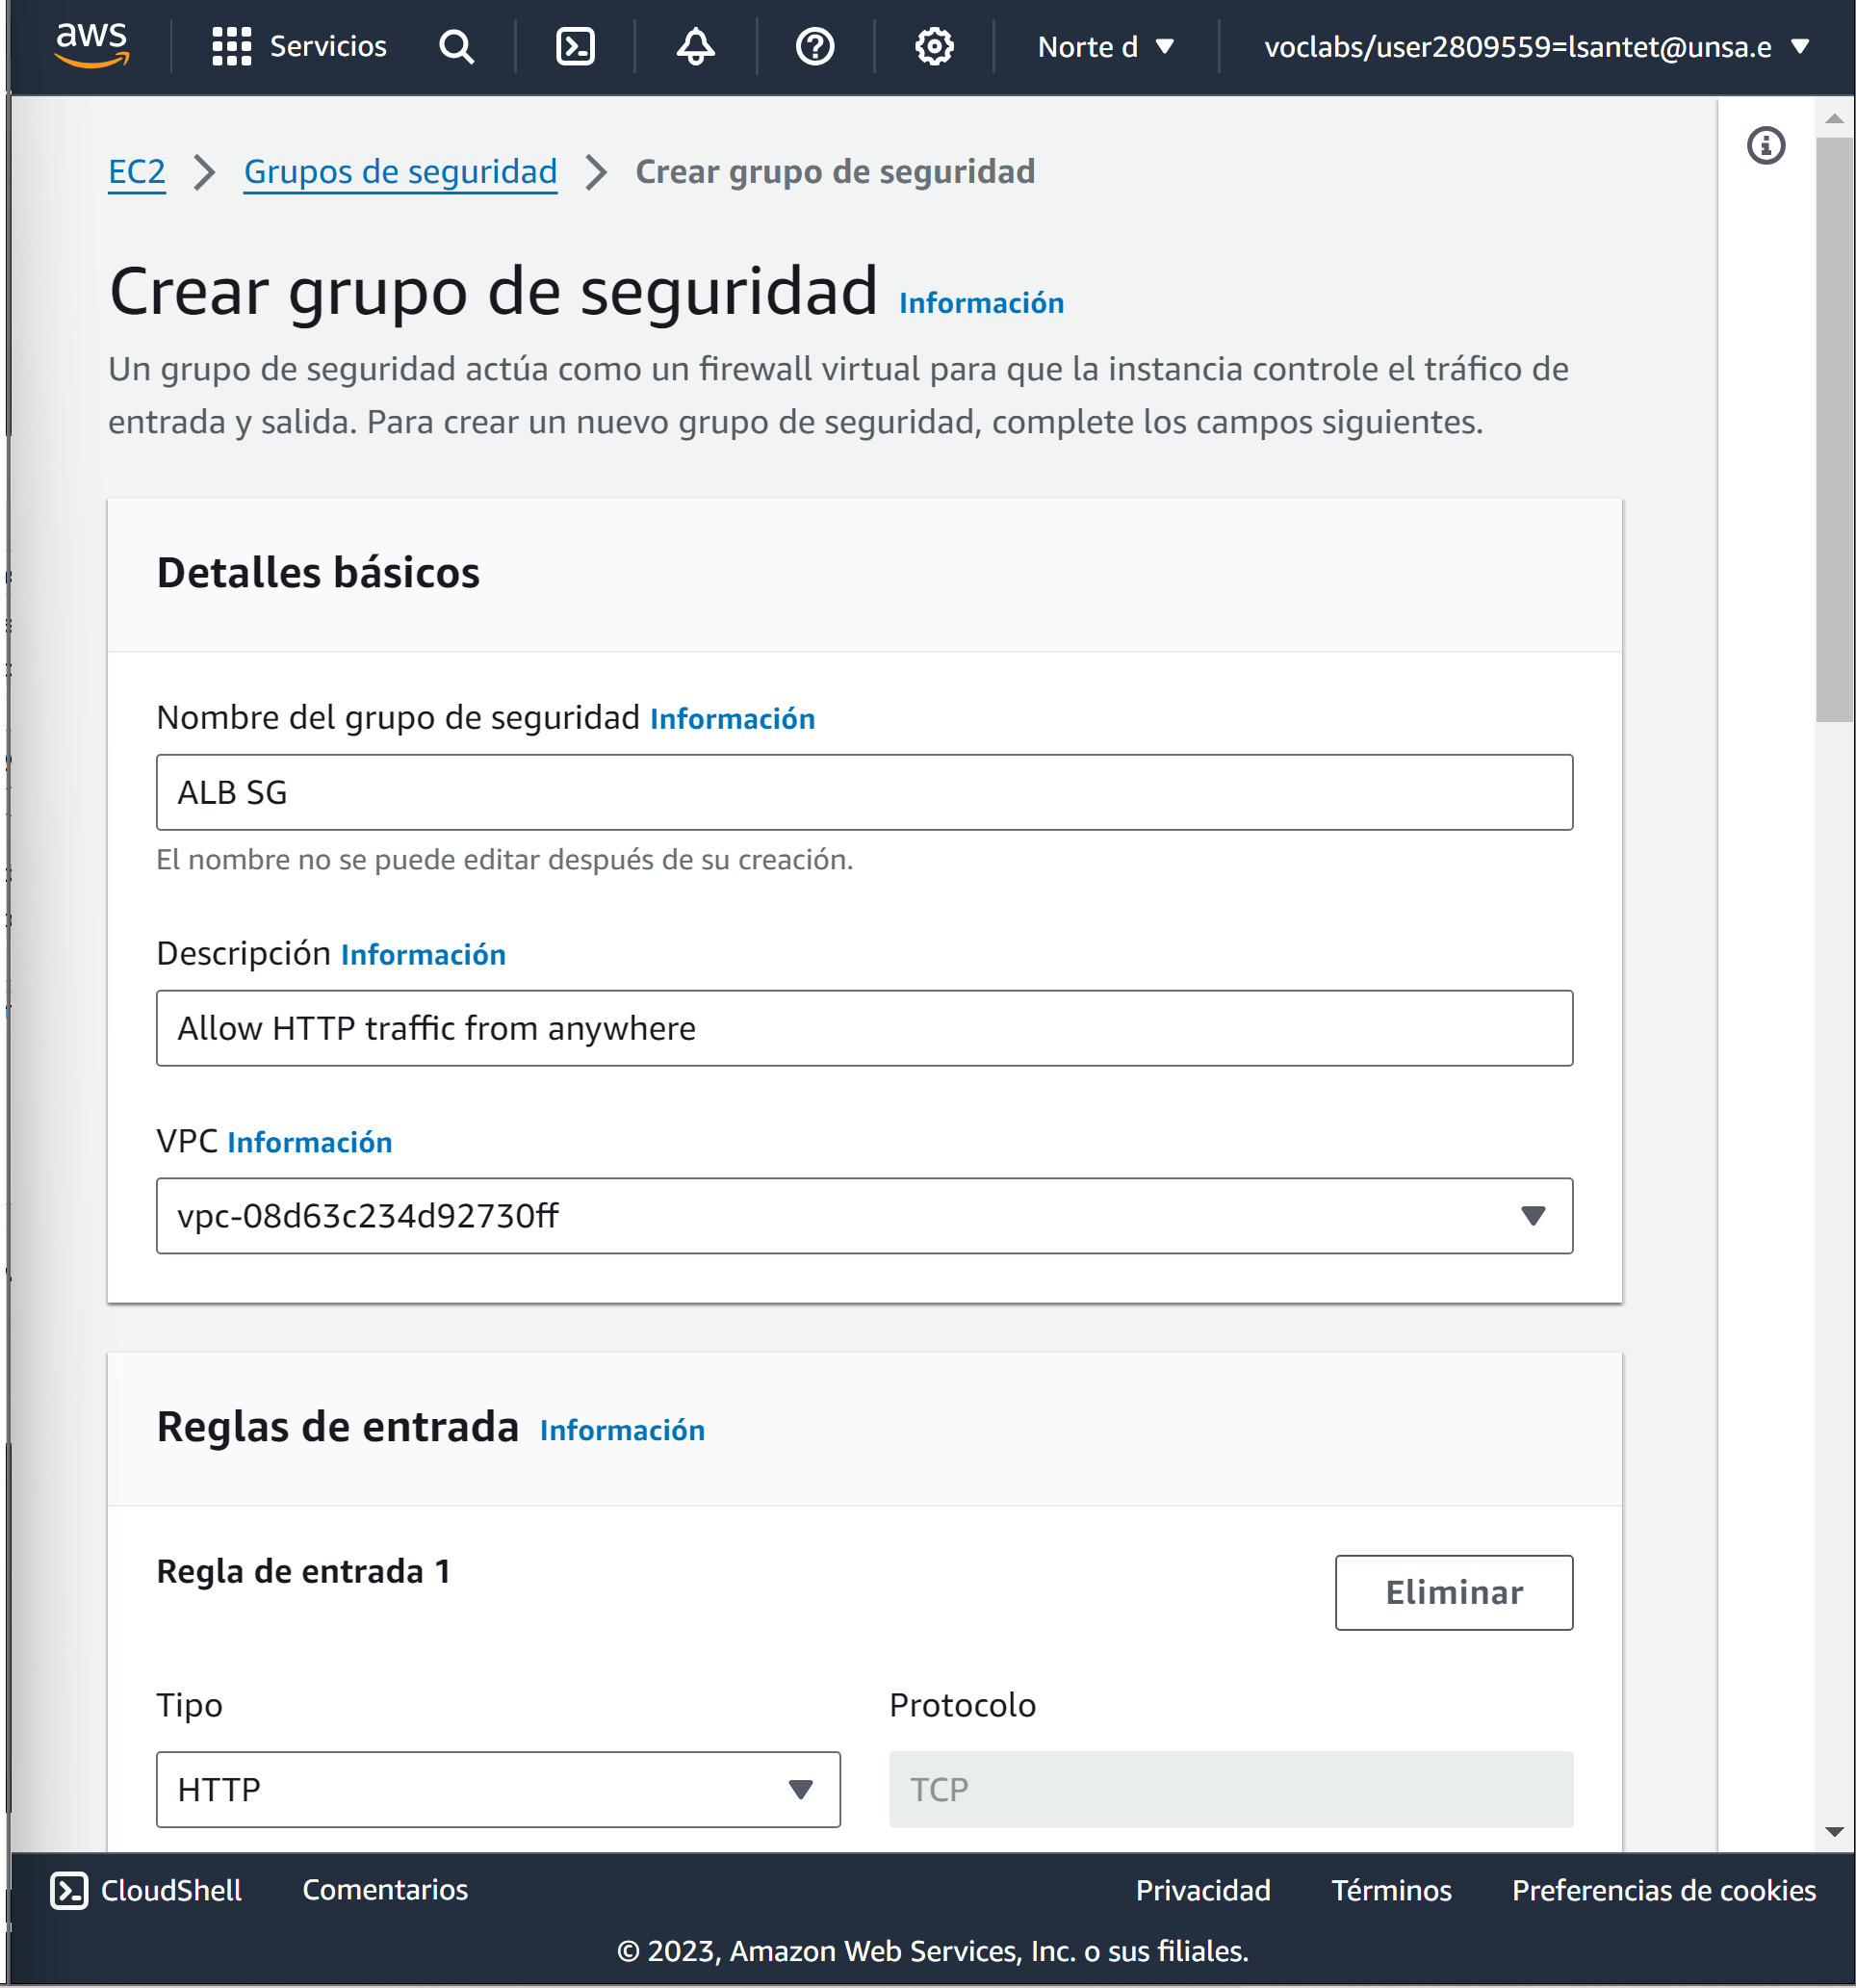 aws Servicios Norte d voclabs/user2809559=lsantet@unsa.e
EC2 Grupos de seguridad Crear grupo de seguridad
Crear grupo de seguridad Información
Un grupo de seguridad actúa como un firewall virtual para que la instancia controle el tráfico de
entrada y salida. Para crear un nuevo grupo de seguridad, complete los campos siguientes.
Detalles básicos
Nombre del grupo de seguridad Información
ALB SG
El nombre no se puede editar después de su creación.
Descripción Información
Allow HTTP traffic from anywhere
VPC Información
vpc-08d63c234d92730ff
Reglas de entrada Información
Regla de entrada 1
Eliminar
Tipo Protocolo
HTTP TCP
CloudShell Comentarios Privacidad Términos Preferencias de cookies
© 2023, Amazon Web Services, Inc. o sus filiales.